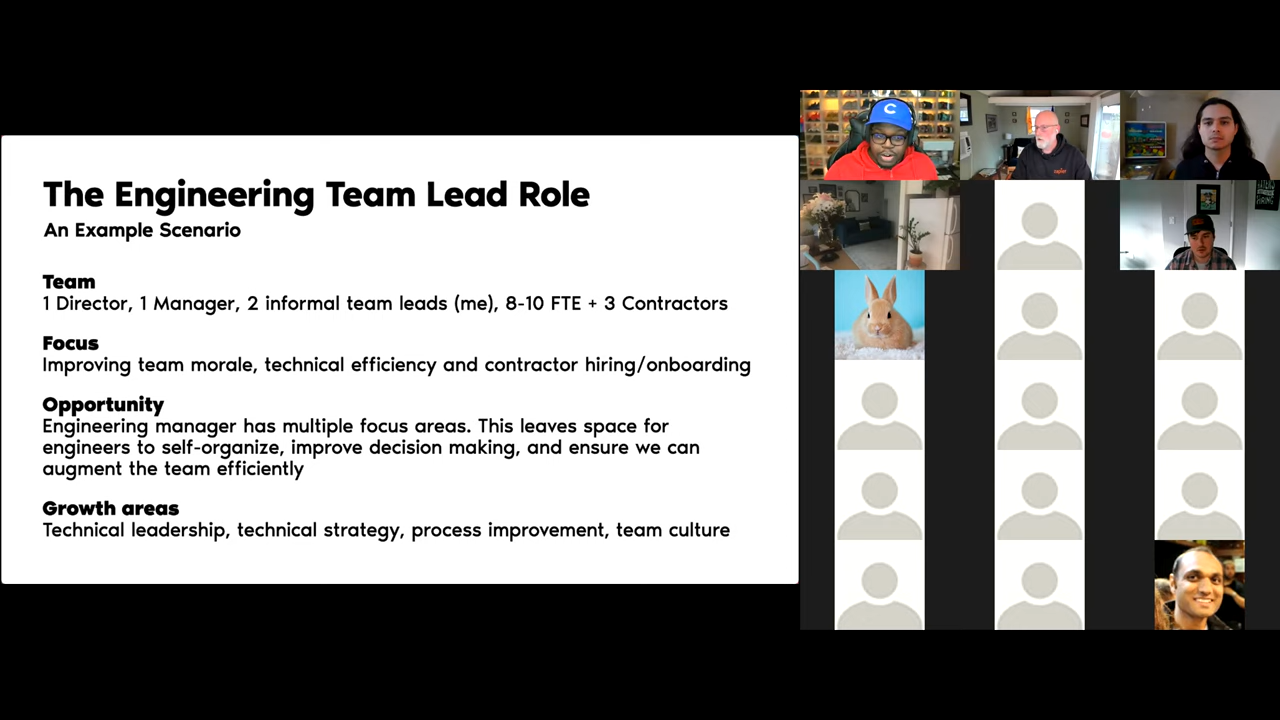 The Engineering Team Lead Role
An Example Scenario
Team
1 Director, 1 Manager, 2 informal team leads (me), 8-10 FTE + 3 Contractors
Focus
Improving team morale, technical efficiency and contractor hiring/onboarding
Opportunity
Engineering manager has multiple focus areas. This leaves space for
engineers to self-organize, improve decision making, and ensure we can
augment the team efficiently
Growth areas
Technical leadership, technical strategy, process improvement, team culture
C